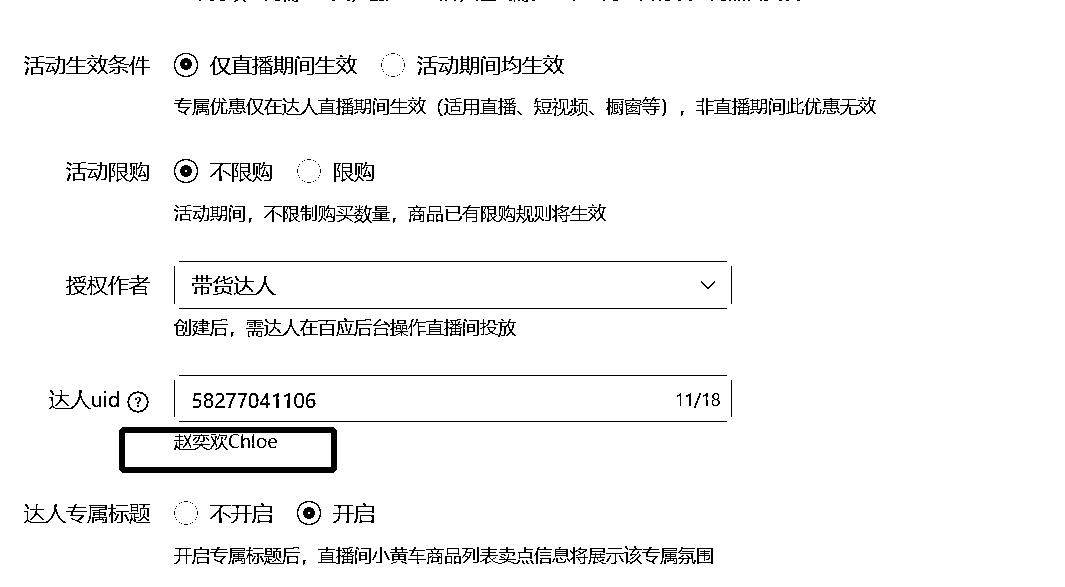 活动生效条件 仅直播期间生效 活动期间均生效
专属优惠仅在达人直播期间生效（适用直播、短视频、橱窗等），非直播期间此优惠无效
活动限购 不限购 限购
活动期间，不限制购买数量，商品已有限购规则将生效
授权作者 带货达人
创建后，需达人在百应后台操作直播间投放
达人uid ? 58277041106 11/18
赵奕欢Chloe
达人专属标题 不开启 开启
开启专属标题后，直播间小黄车商品列表卖点信息将展示该专属氛围